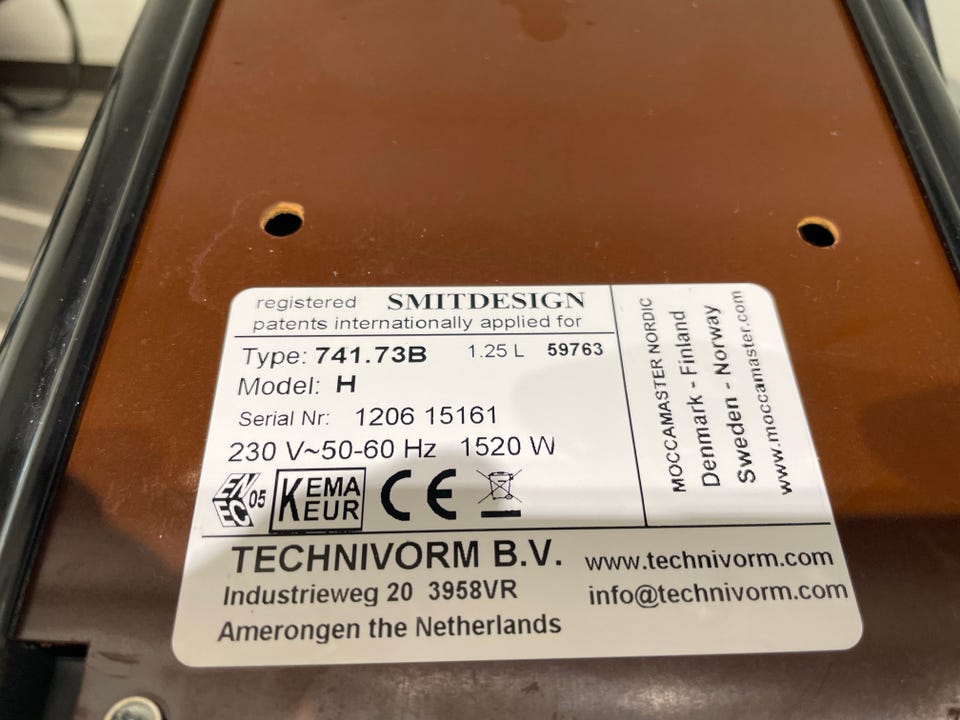 registered SMITDESIGN
patents internationally applied for
Type: 741.73B 1.25 L 59763
Model: H
Serial Nr: 1206 15161
230 V~50-60 Hz 1520 W
ENEC 05 KEMA KEUR CE
MOCCAMASTER NORDIC
Denmark - Finland
Sweden - Norway
www.moccamaster.com
TECHNIVORM B.V. www.technivorm.com
Industrieweg 20 3958VR info@technivorm.com
Amerongen the Netherlands